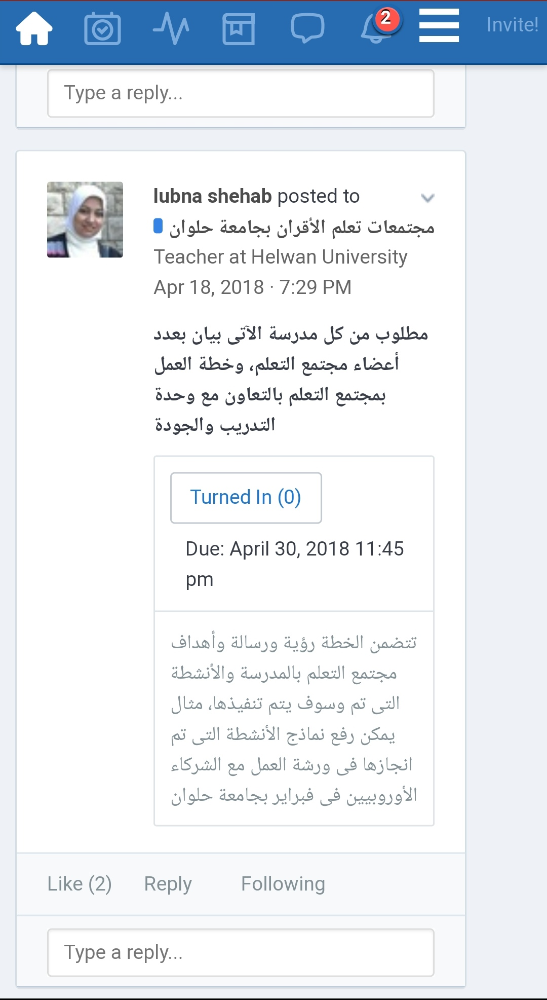 2
Invite!
Type a reply...
lubna shehab posted to
مجتمعات تعلم الأقران بجامعة حلوان
Teacher at Helwan University
Apr 18, 2018 · 7:29 PM
مطلوب من كل مدرسة الآتى بيان بعدد
أعضاء مجتمع التعلم، وخطة العمل
بمجتمع التعلم بالتعاون مع وحدة
التدريب والجودة
Turned In (0)
Due: April 30, 2018 11:45
pm
تتضمن الخطة رؤية ورسالة وأهداف
مجتمع التعلم بالمدرسة والأنشطة
التى تم وسوف يتم تنفيذها، مثال
يمكن رفع نماذج الأنشطة التى تم
انجازها فى ورشة العمل مع الشركاء
الأوروبيين فى فبراير بجامعة حلوان
Like (2) Reply Following
Type a reply...